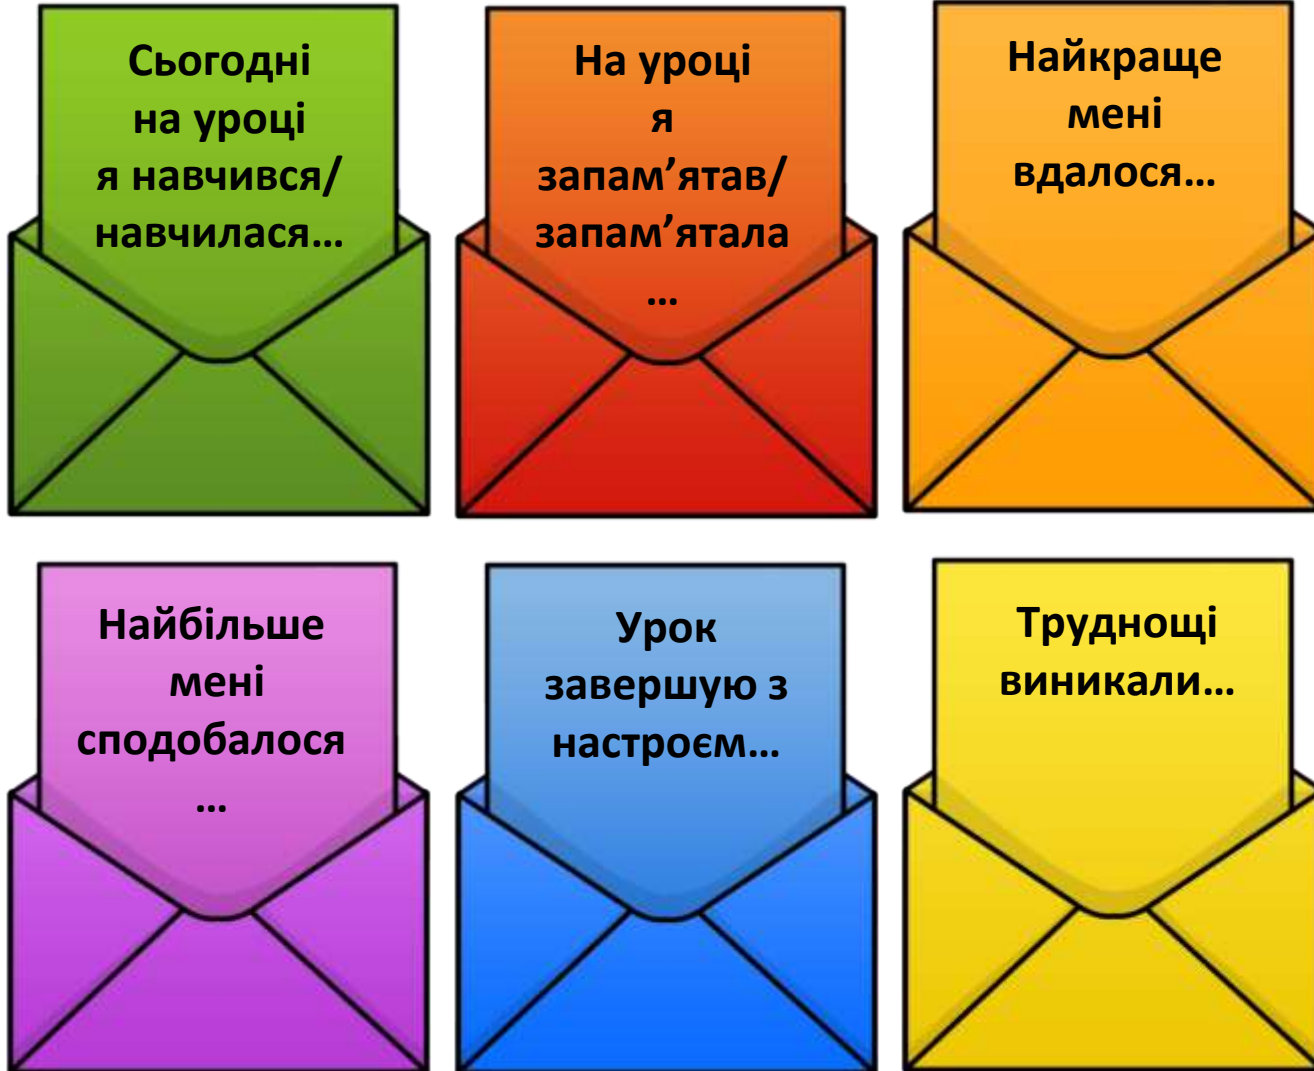 Сьогодні
на уроці
я навчився/
навчилася…
На уроці
я
запам’ятав/
запам’ятала
…
Найкраще
мені
вдалося…
Найбільше
мені
сподобалося
…
Урок
завершую з
настроєм…
Труднощі
виникали…